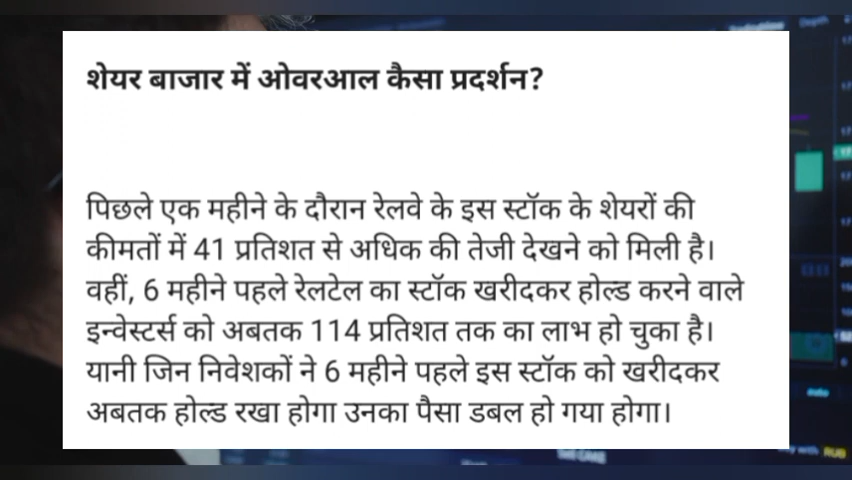 शेयर बाजार में ओवरआल कैसा प्रदर्शन?
पिछले एक महीने के दौरान रेलवे के इस स्टॉक के शेयरों की
कीमतों में 41 प्रतिशत से अधिक की तेजी देखने को मिली है।
वहीं, 6 महीने पहले रेलटेल का स्टॉक खरीदकर होल्ड करने वाले
इन्वेस्टर्स को अबतक 114 प्रतिशत तक का लाभ हो चुका है।
यानी जिन निवेशकों ने 6 महीने पहले इस स्टॉक को खरीदकर
अबतक होल्ड रखा होगा उनका पैसा डबल हो गया होगा।